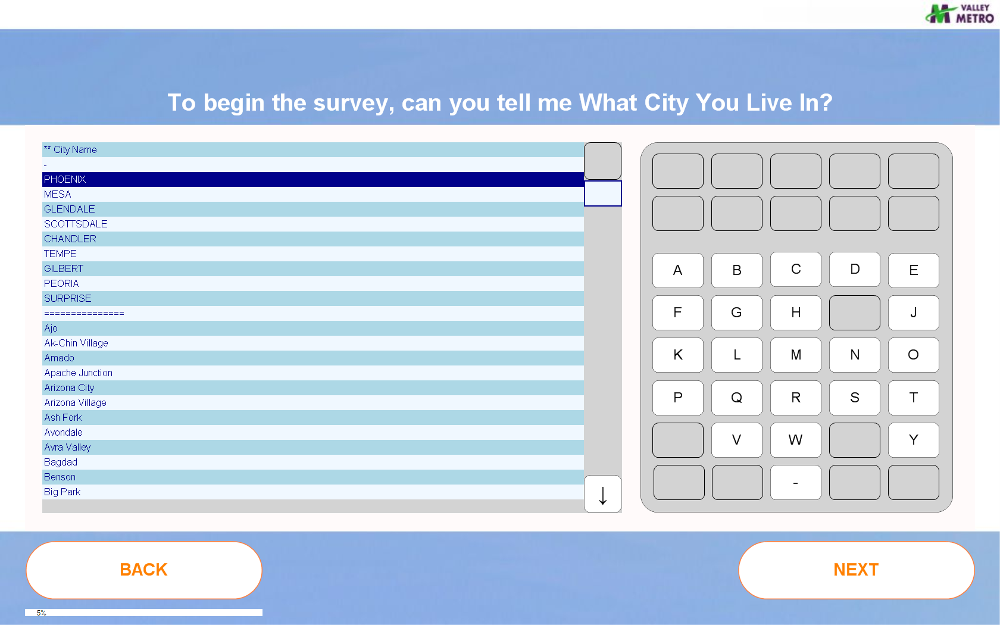 VALLEY
METRO
To begin the survey, can you tell me What City You Live In?
** City Name
-
PHOENIX
MESA
GLENDALE
SCOTTSDALE
CHANDLER
TEMPE
GILBERT
PEORIA
SURPRISE
===============
Ajo
Ak-Chin Village
Amado
Apache Junction
Arizona City
Arizona Village
Ash Fork
Avondale
Avra Valley
Bagdad
Benson
Big Park
↓
A B C D E
F G H J
K L M N O
P Q R S T
V W Y
-
BACK
NEXT
5%